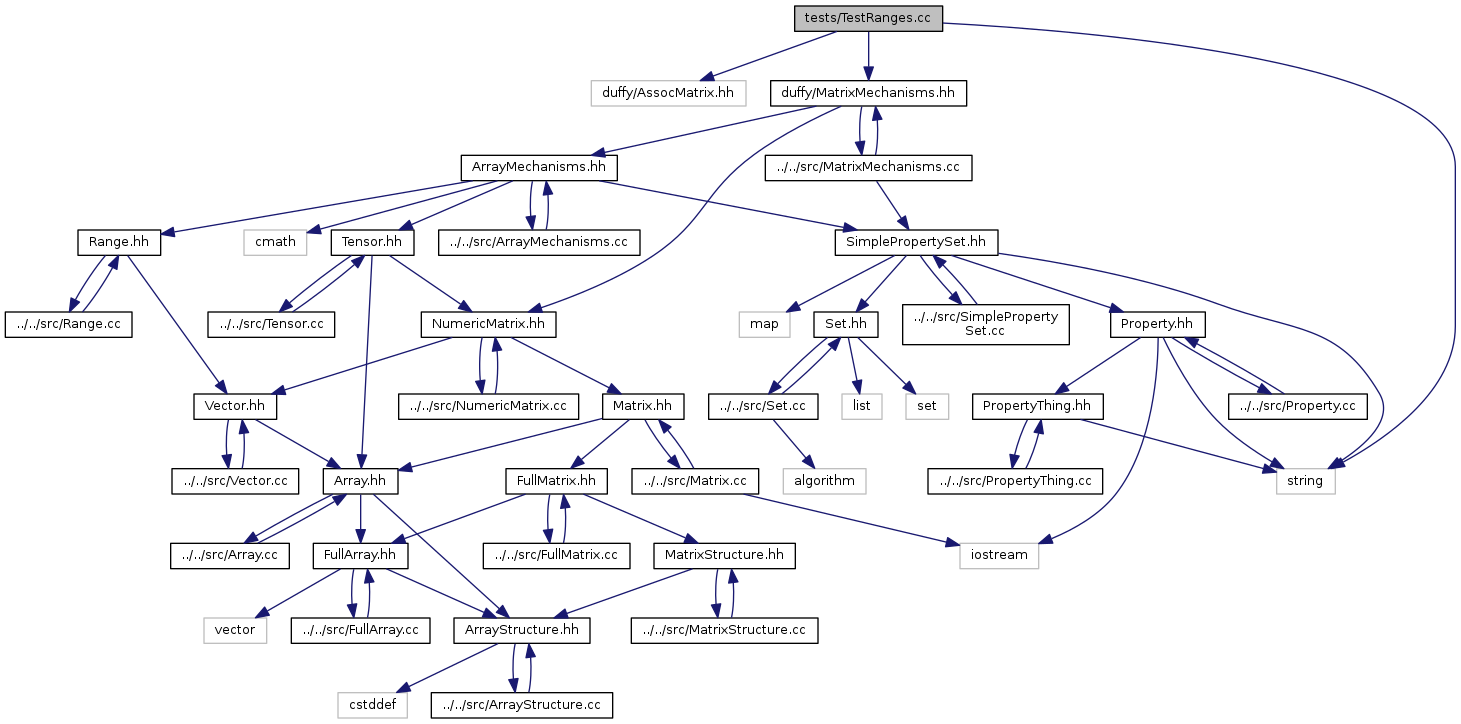 tests/TestRanges.cc
duffy/AssocMatrix.hh
duffy/MatrixMechanisms.hh
ArrayMechanisms.hh
../../src/MatrixMechanisms.cc
Range.hh
cmath
Tensor.hh
../../src/ArrayMechanisms.cc
SimplePropertySet.hh
../../src/Range.cc
../../src/Tensor.cc
NumericMatrix.hh
map
Set.hh
../../src/SimpleProperty
Set.cc
Property.hh
Vector.hh
../../src/NumericMatrix.cc
Matrix.hh
../../src/Set.cc
list
set
PropertyThing.hh
../../src/Property.cc
../../src/Vector.cc
Array.hh
FullMatrix.hh
../../src/Matrix.cc
algorithm
../../src/PropertyThing.cc
string
../../src/Array.cc
FullArray.hh
../../src/FullMatrix.cc
MatrixStructure.hh
iostream
vector
../../src/FullArray.cc
ArrayStructure.hh
../../src/MatrixStructure.cc
cstddef
../../src/ArrayStructure.cc